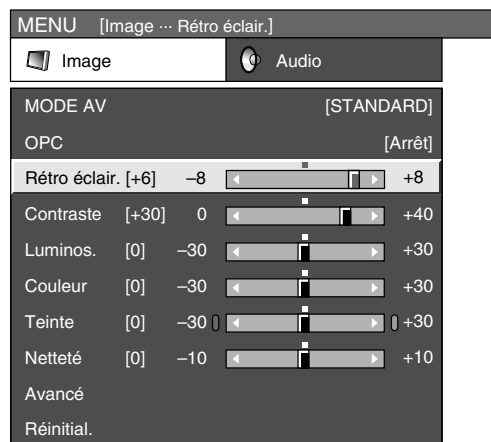 MENU [Image ··· Rétro éclair.]
Image Audio
MODE AV [STANDARD]
OPC [Arrêt]
Rétro éclair. [+6] –8 +8
Contraste [+30] 0 +40
Luminos. [0] –30 +30
Couleur [0] –30 +30
Teinte [0] –30 +30
Netteté [0] –10 +10
Avancé
Réinitial.